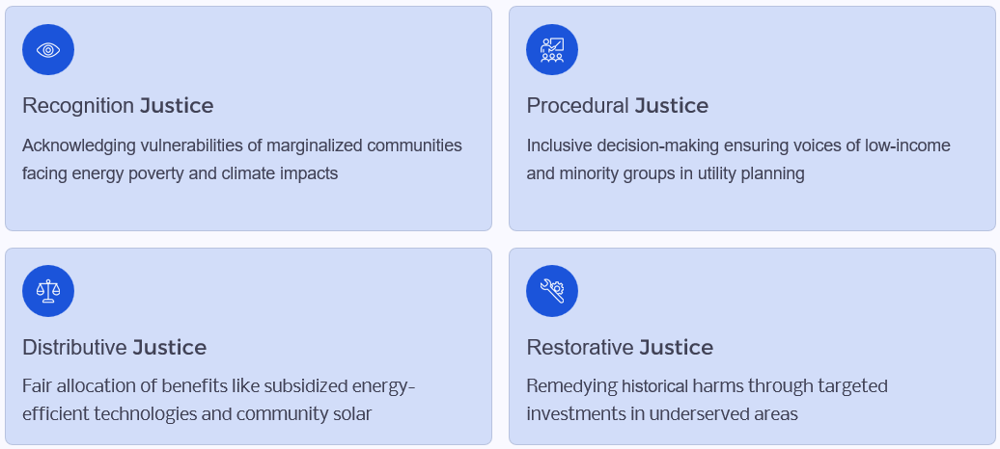 Recognition Justice
Acknowledging vulnerabilities of marginalized communities
facing energy poverty and climate impacts
Procedural Justice
Inclusive decision-making ensuring voices of low-income
and minority groups in utility planning
Distributive Justice
Fair allocation of benefits like subsidized energy-
efficient technologies and community solar
Restorative Justice
Remedying historical harms through targeted
investments in underserved areas